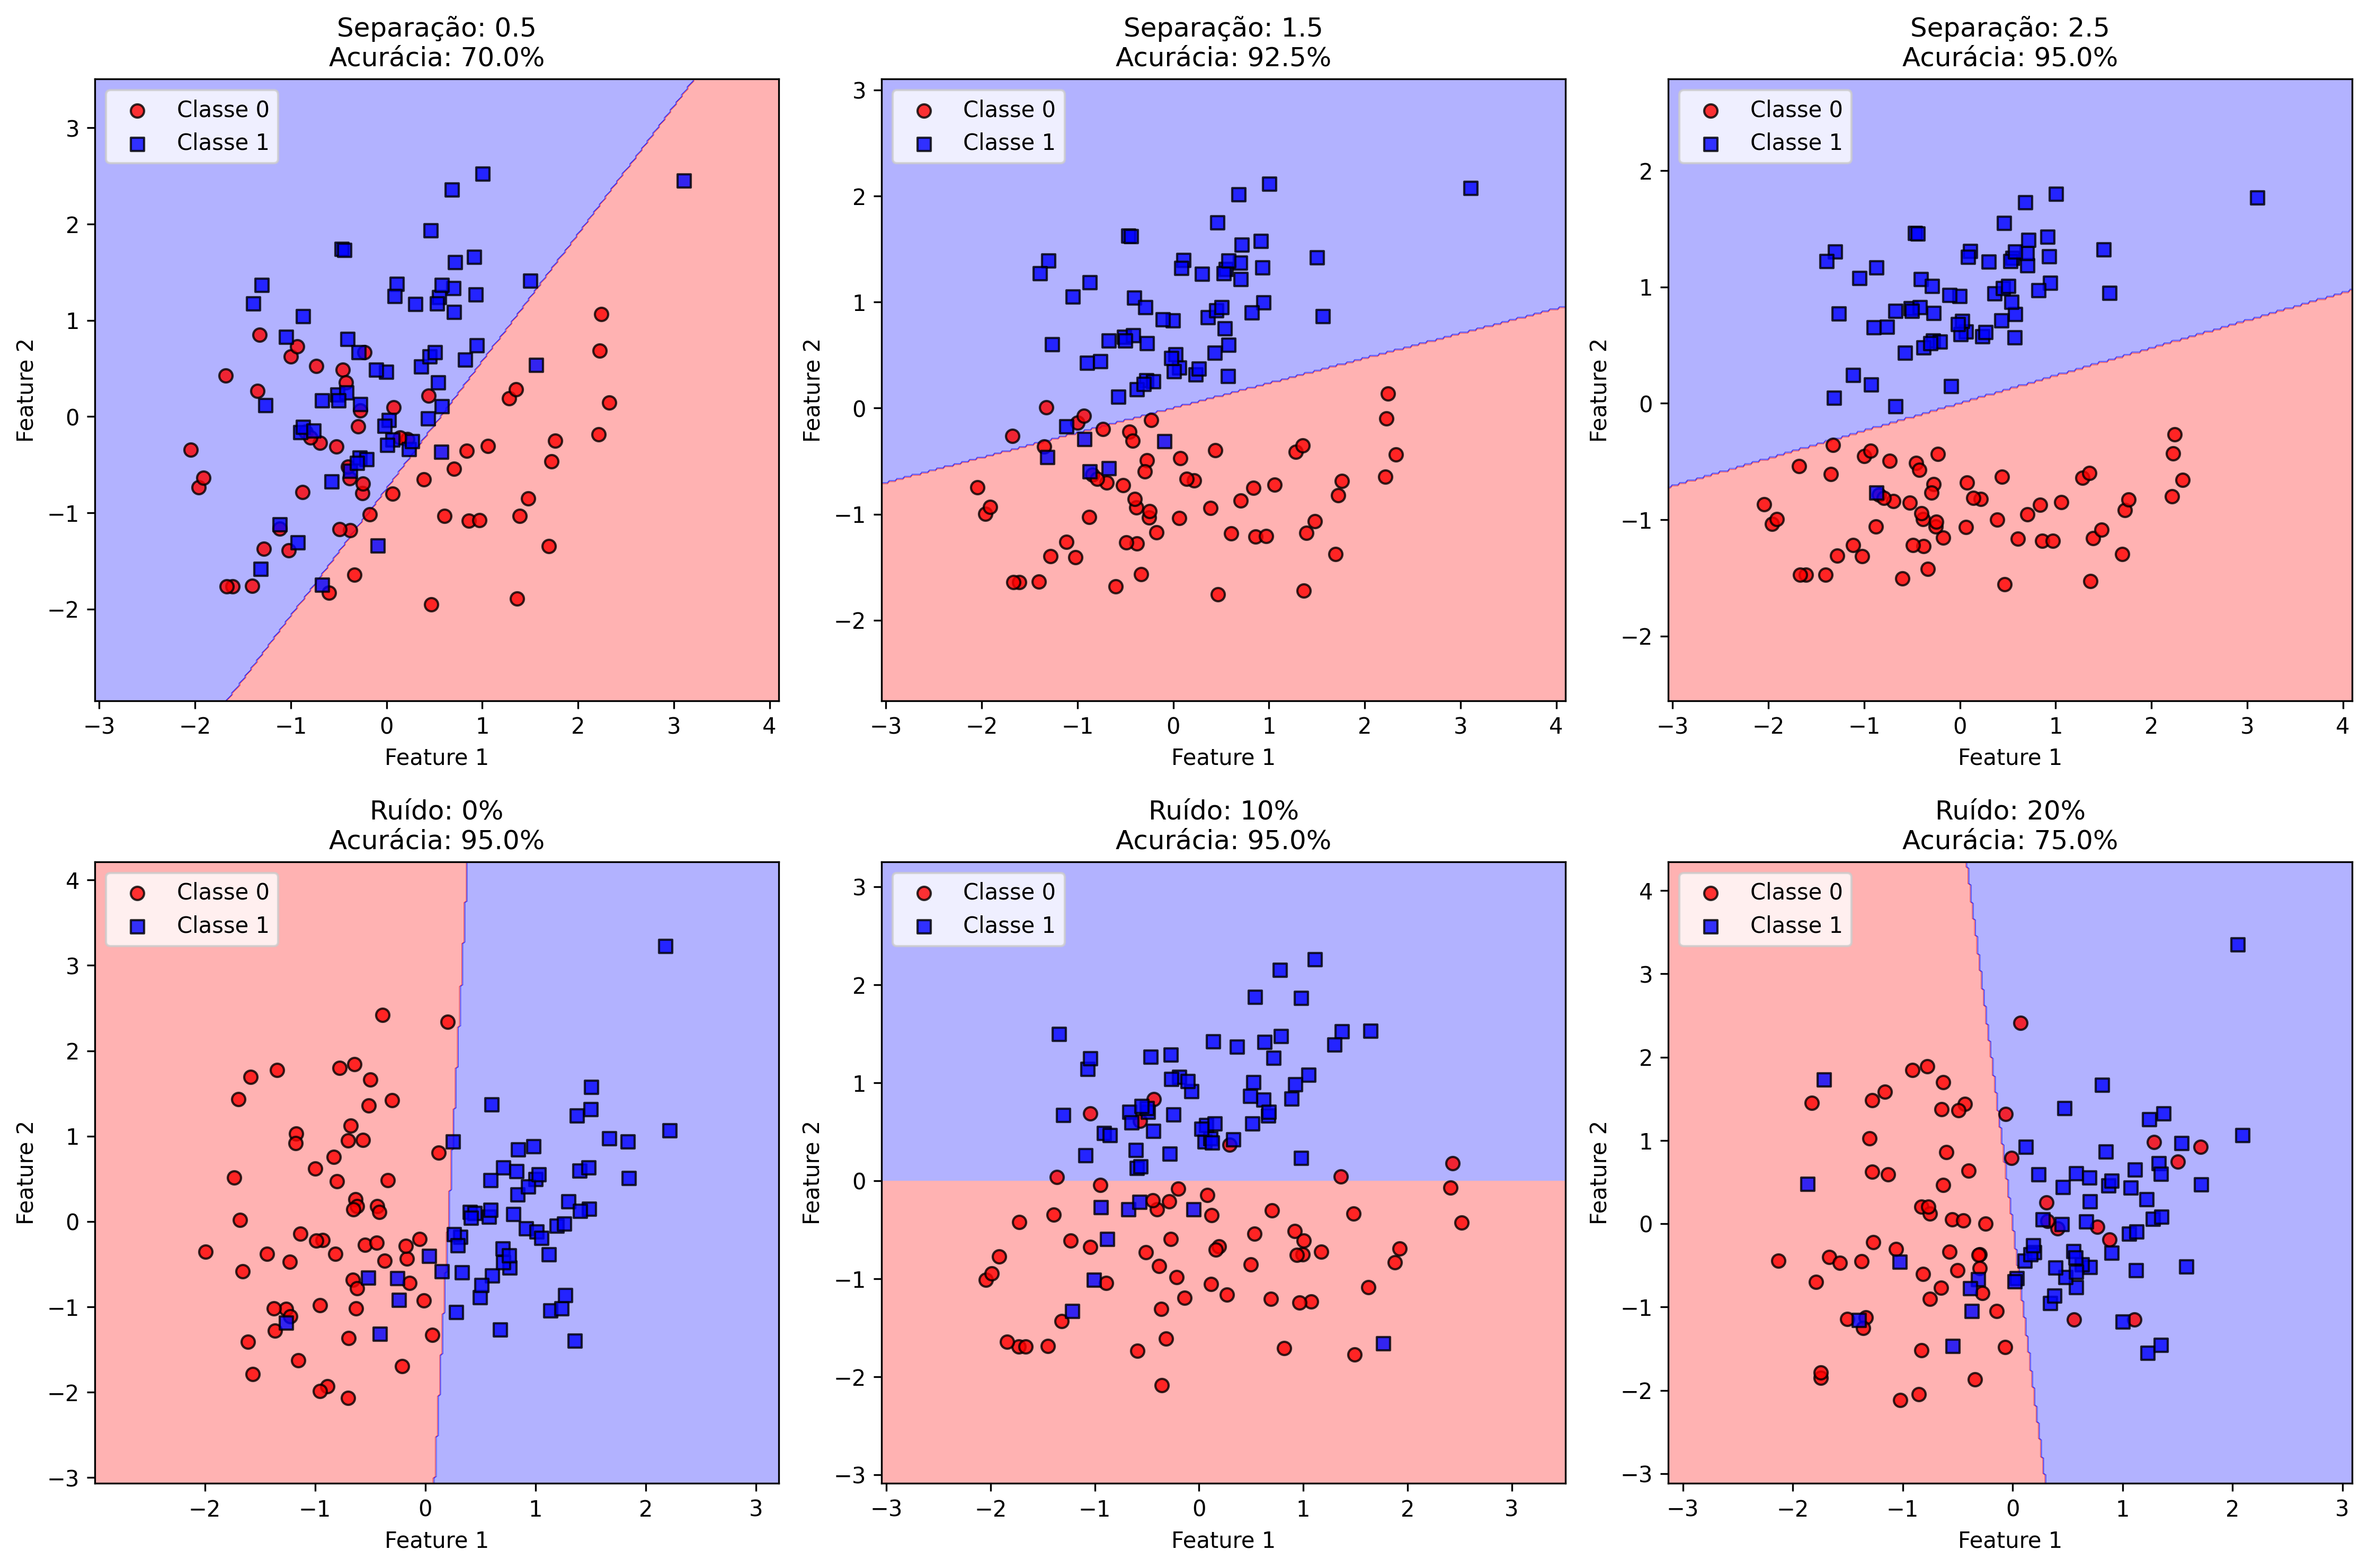 Separação: 0.5
Acurácia: 70.0%
Classe 0
Classe 1
3
2
1
0
−1
−2
Feature 2
−3 −2 −1 0 1 2 3 4
Feature 1
Separação: 1.5
Acurácia: 92.5%
Classe 0
Classe 1
3
2
1
0
−1
−2
Feature 2
−3 −2 −1 0 1 2 3 4
Feature 1
Separação: 2.5
Acurácia: 95.0%
Classe 0
Classe 1
2
1
0
−1
−2
Feature 2
−3 −2 −1 0 1 2 3 4
Feature 1
Ruído: 0%
Acurácia: 95.0%
Classe 0
Classe 1
4
3
2
1
0
−1
−2
−3
Feature 2
−2 −1 0 1 2 3
Feature 1
Ruído: 10%
Acurácia: 95.0%
Classe 0
Classe 1
3
2
1
0
−1
−2
−3
Feature 2
−3 −2 −1 0 1 2 3
Feature 1
Ruído: 20%
Acurácia: 75.0%
Classe 0
Classe 1
4
3
2
1
0
−1
−2
−3
Feature 2
−3 −2 −1 0 1 2 3
Feature 1